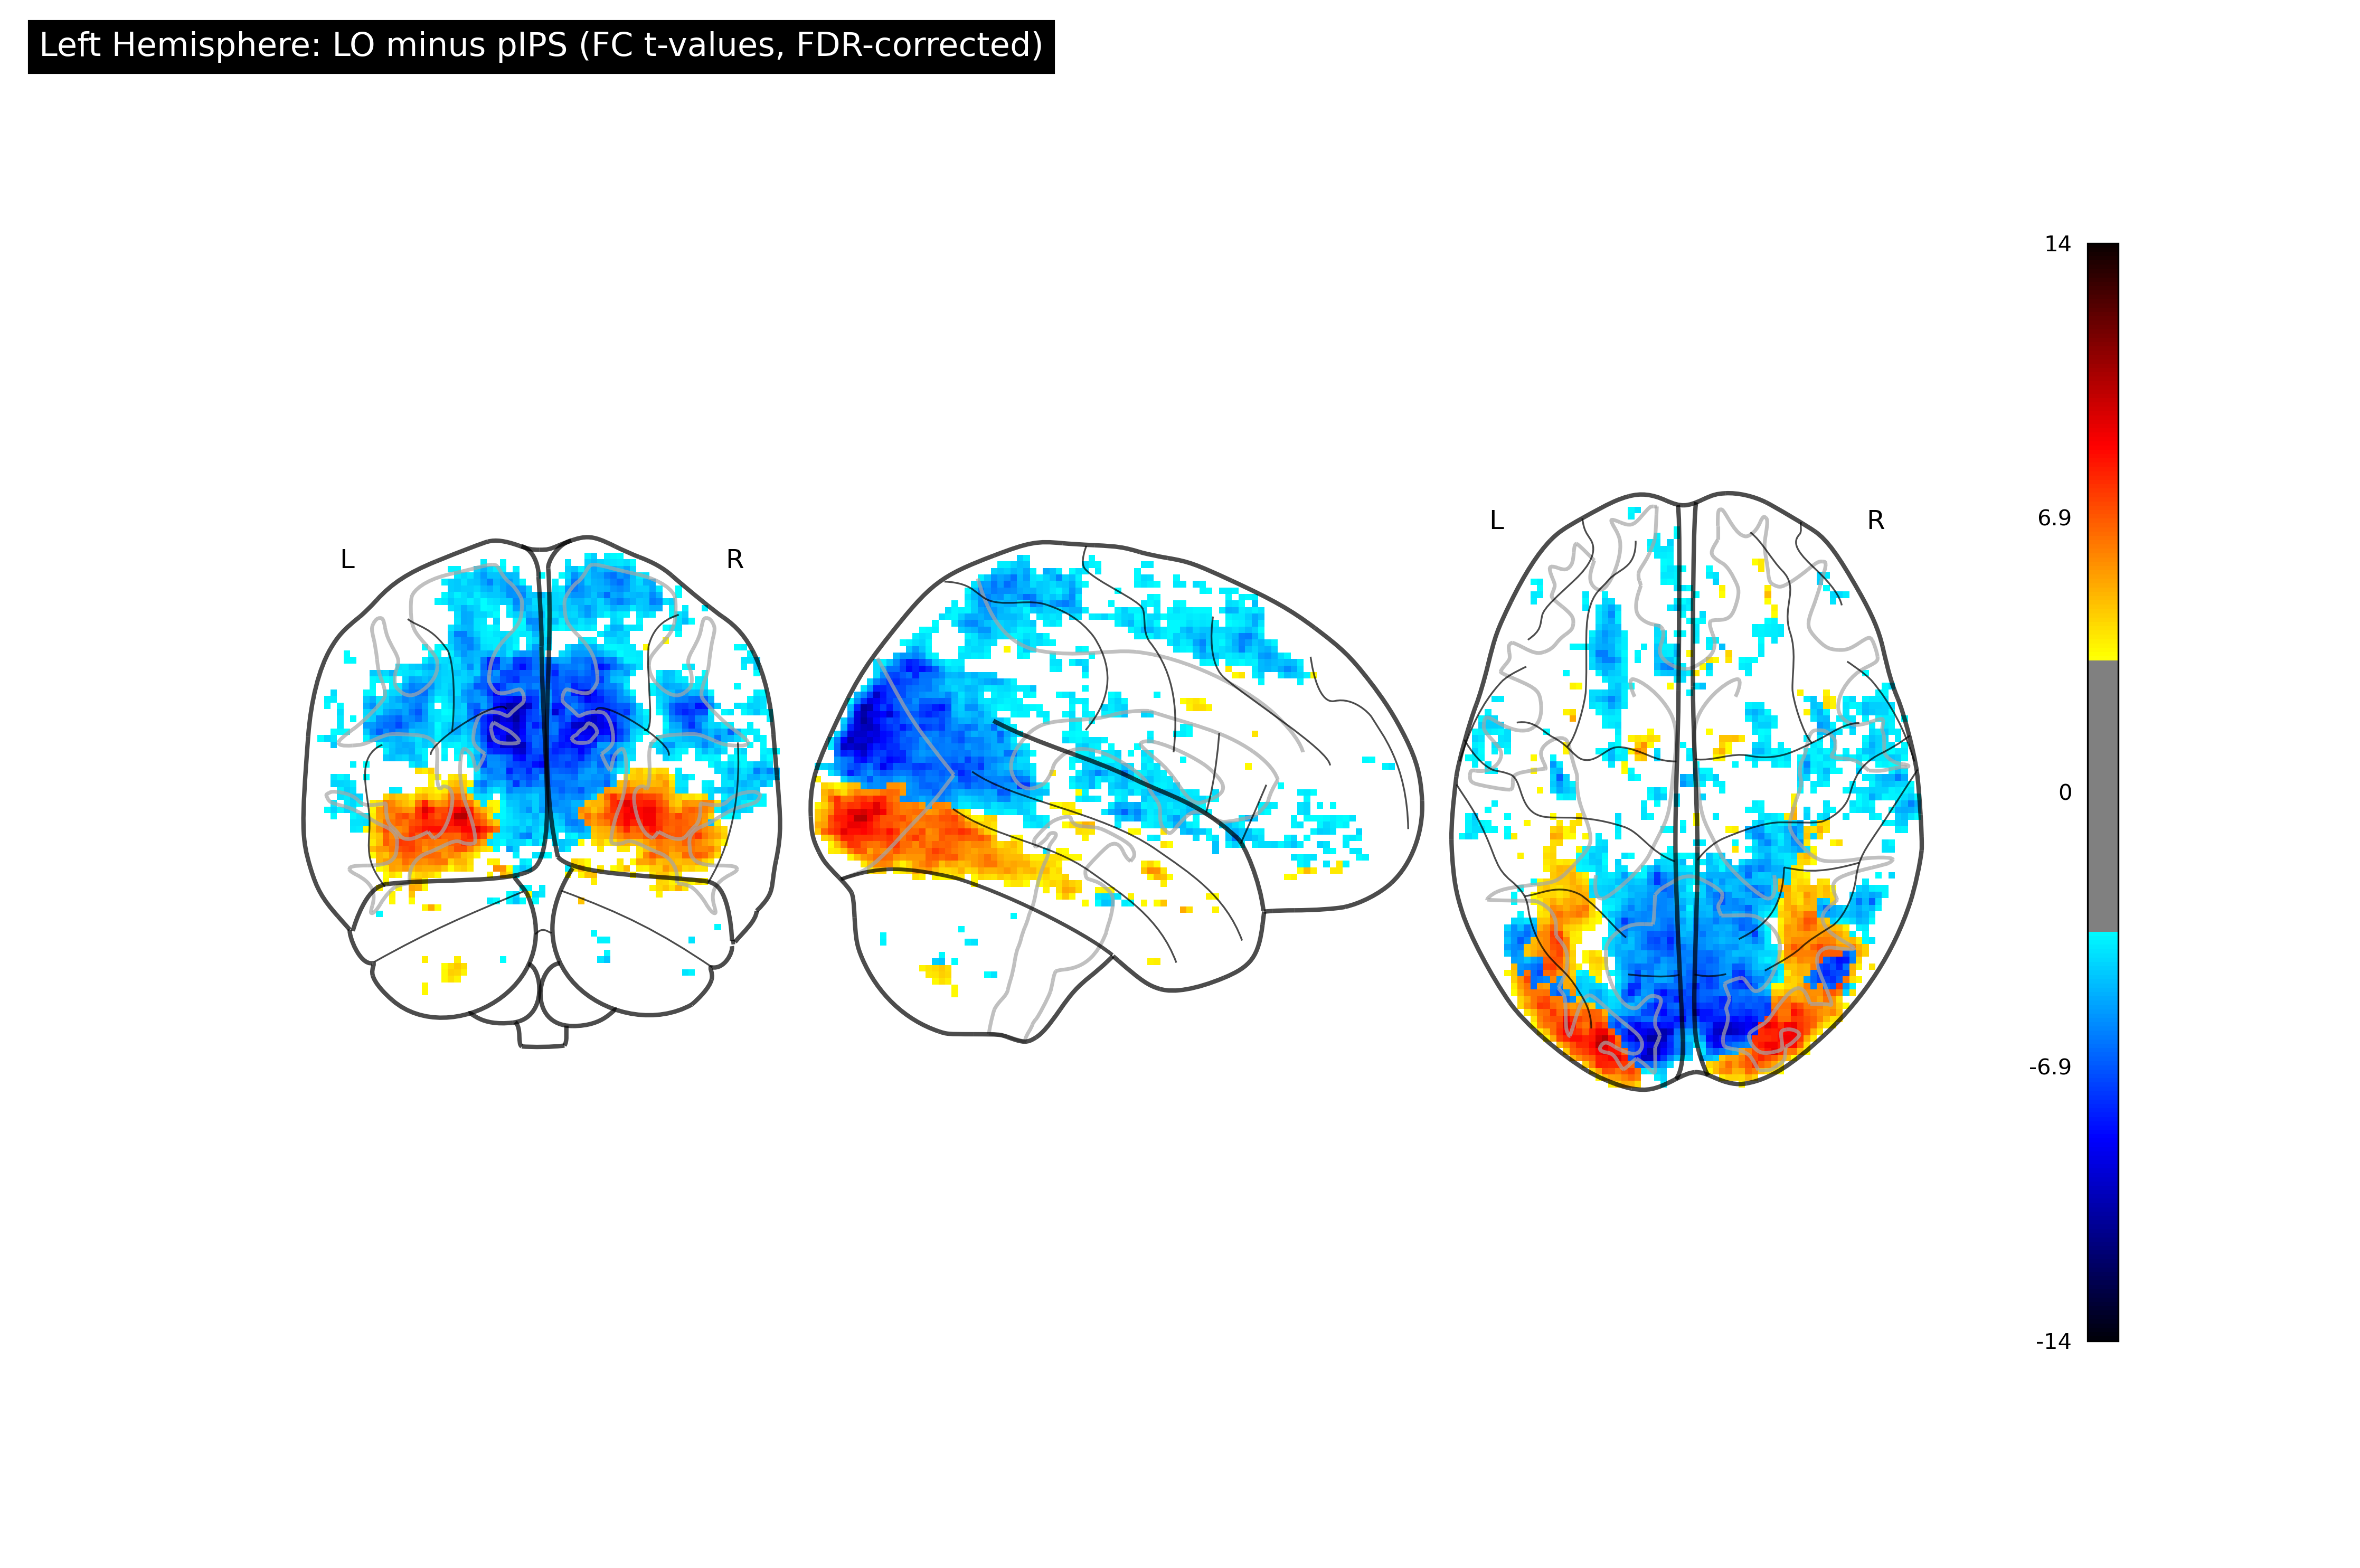 Left Hemisphere: LO minus pIPS (FC t-values, FDR-corrected)
L
R
L
R
14
6.9
0
-6.9
-14